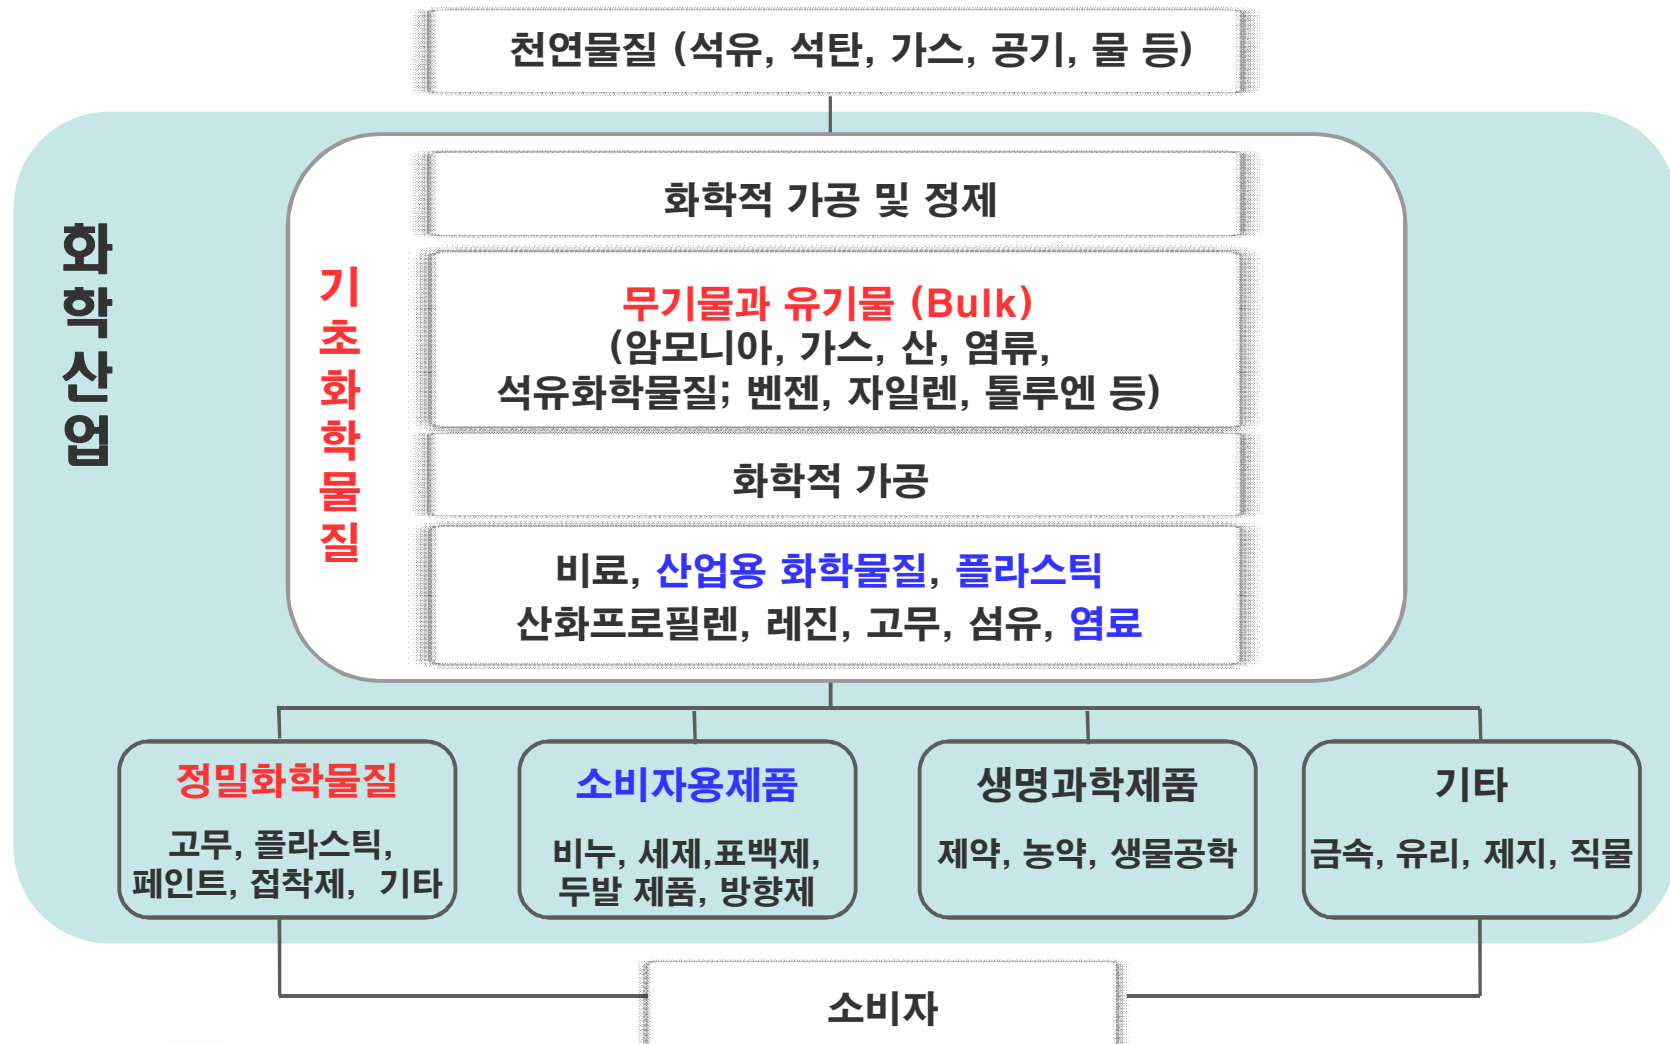 천연물질 (석유, 석탄, 가스, 공기, 물 등)
화학산업
기초화학물질
화학적 가공 및 정제
무기물과 유기물 (Bulk)
(암모니아, 가스, 산, 염류,
석유화학물질; 벤젠, 자일렌, 톨루엔 등)
화학적 가공
비료, 산업용 화학물질, 플라스틱
산화프로필렌, 레진, 고무, 섬유, 염료
정밀화학물질
고무, 플라스틱,
페인트, 접착제, 기타
소비자용제품
비누, 세제,표백제,
두발 제품, 방향제
생명과학제품
제약, 농약, 생물공학
기타
금속, 유리, 제지, 직물
소비자